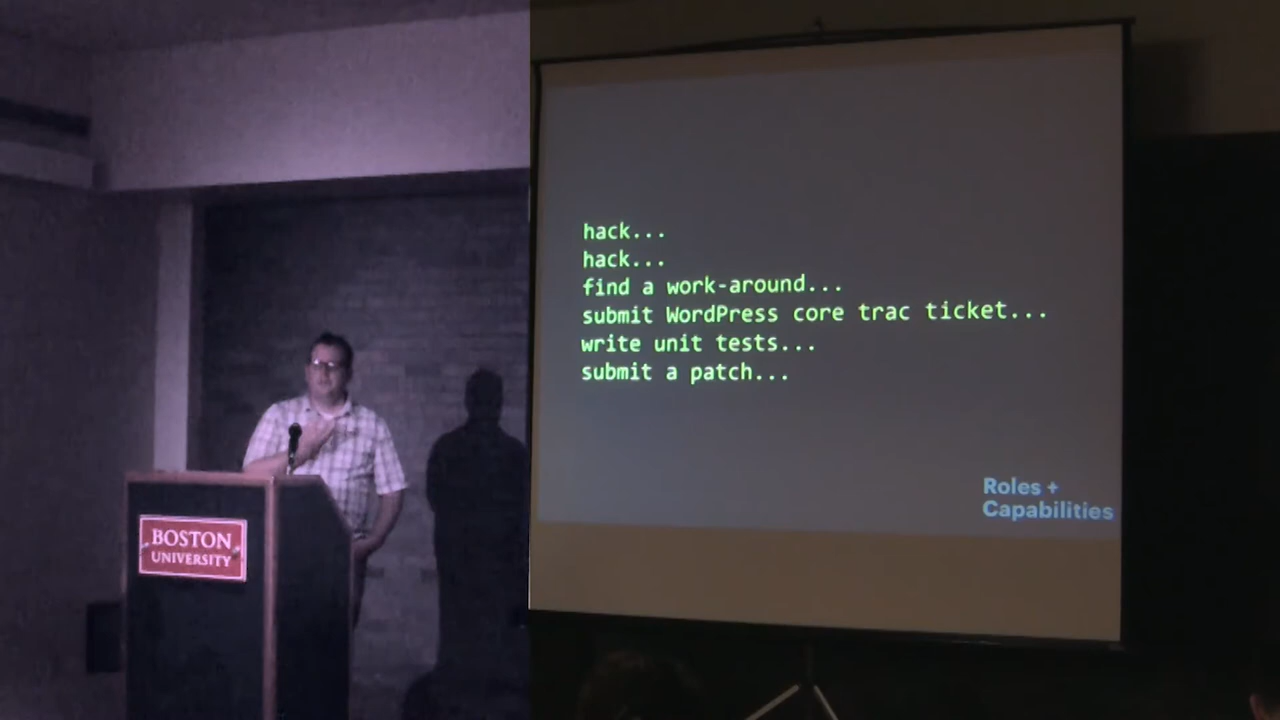 BOSTON
UNIVERSITY
hack...
hack...
find a work-around...
submit WordPress core trac ticket...
write unit tests...
submit a patch...
Roles +
Capabilities